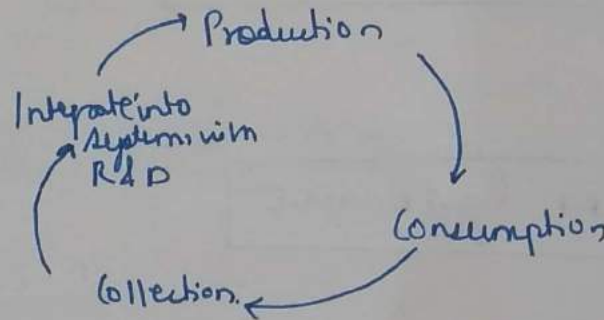 Production
Integrate into
system, with
R&D
Consumption
Collection.